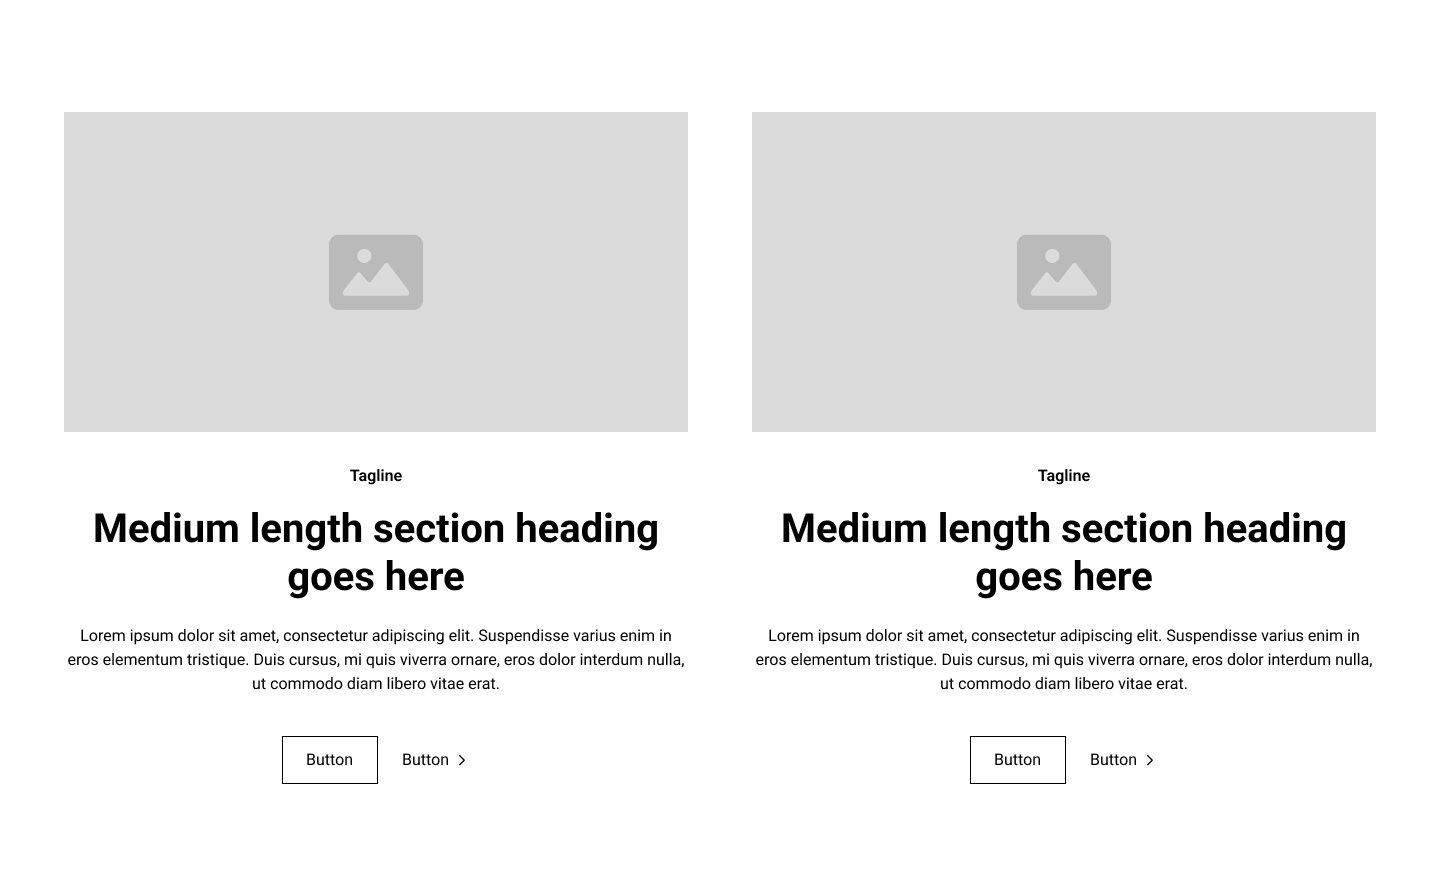 Tagline
Medium length section heading
goes here
Lorem ipsum dolor sit amet, consectetur adipiscing elit. Suspendisse varius enim in
eros elementum tristique. Duis cursus, mi quis viverra ornare, eros dolor interdum nulla,
ut commodo diam libero vitae erat.
Button
Button
Tagline
Medium length section heading
goes here
Lorem ipsum dolor sit amet, consectetur adipiscing elit. Suspendisse varius enim in
eros elementum tristique. Duis cursus, mi quis viverra ornare, eros dolor interdum nulla,
ut commodo diam libero vitae erat.
Button
Button